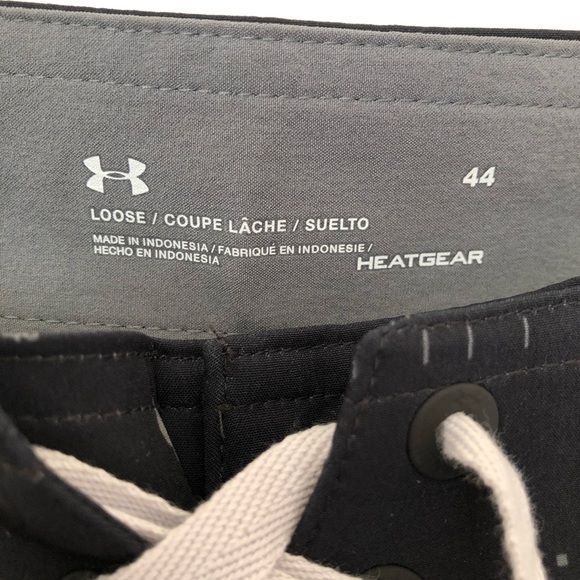 44
LOOSE / COUPE LÂCHE / SUELTO
MADE IN INDONESIA / FABRIQUÉ EN INDONESIE /
HECHO EN INDONESIA
HEATGEAR